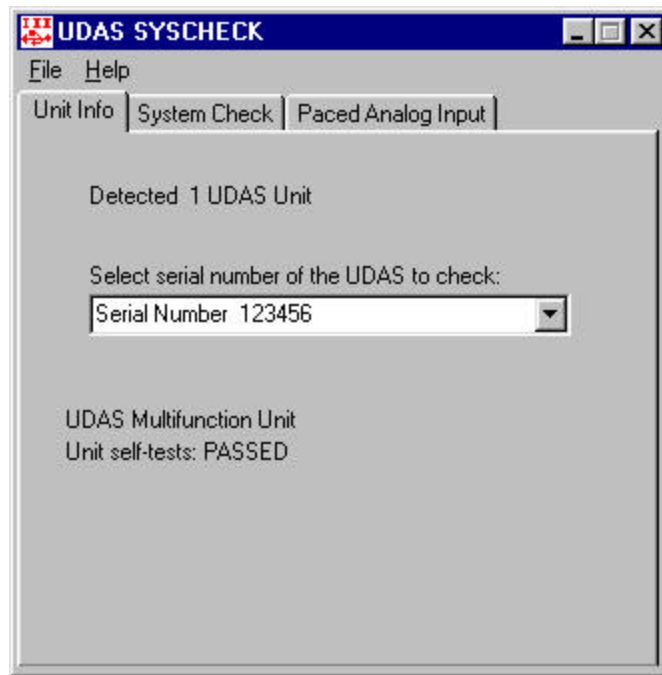 UDAS SYSCHECK
File Help
Unit Info System Check Paced Analog Input
Detected 1 UDAS Unit
Select serial number of the UDAS to check:
Serial Number 123456
UDAS Multifunction Unit
Unit self-tests: PASSED